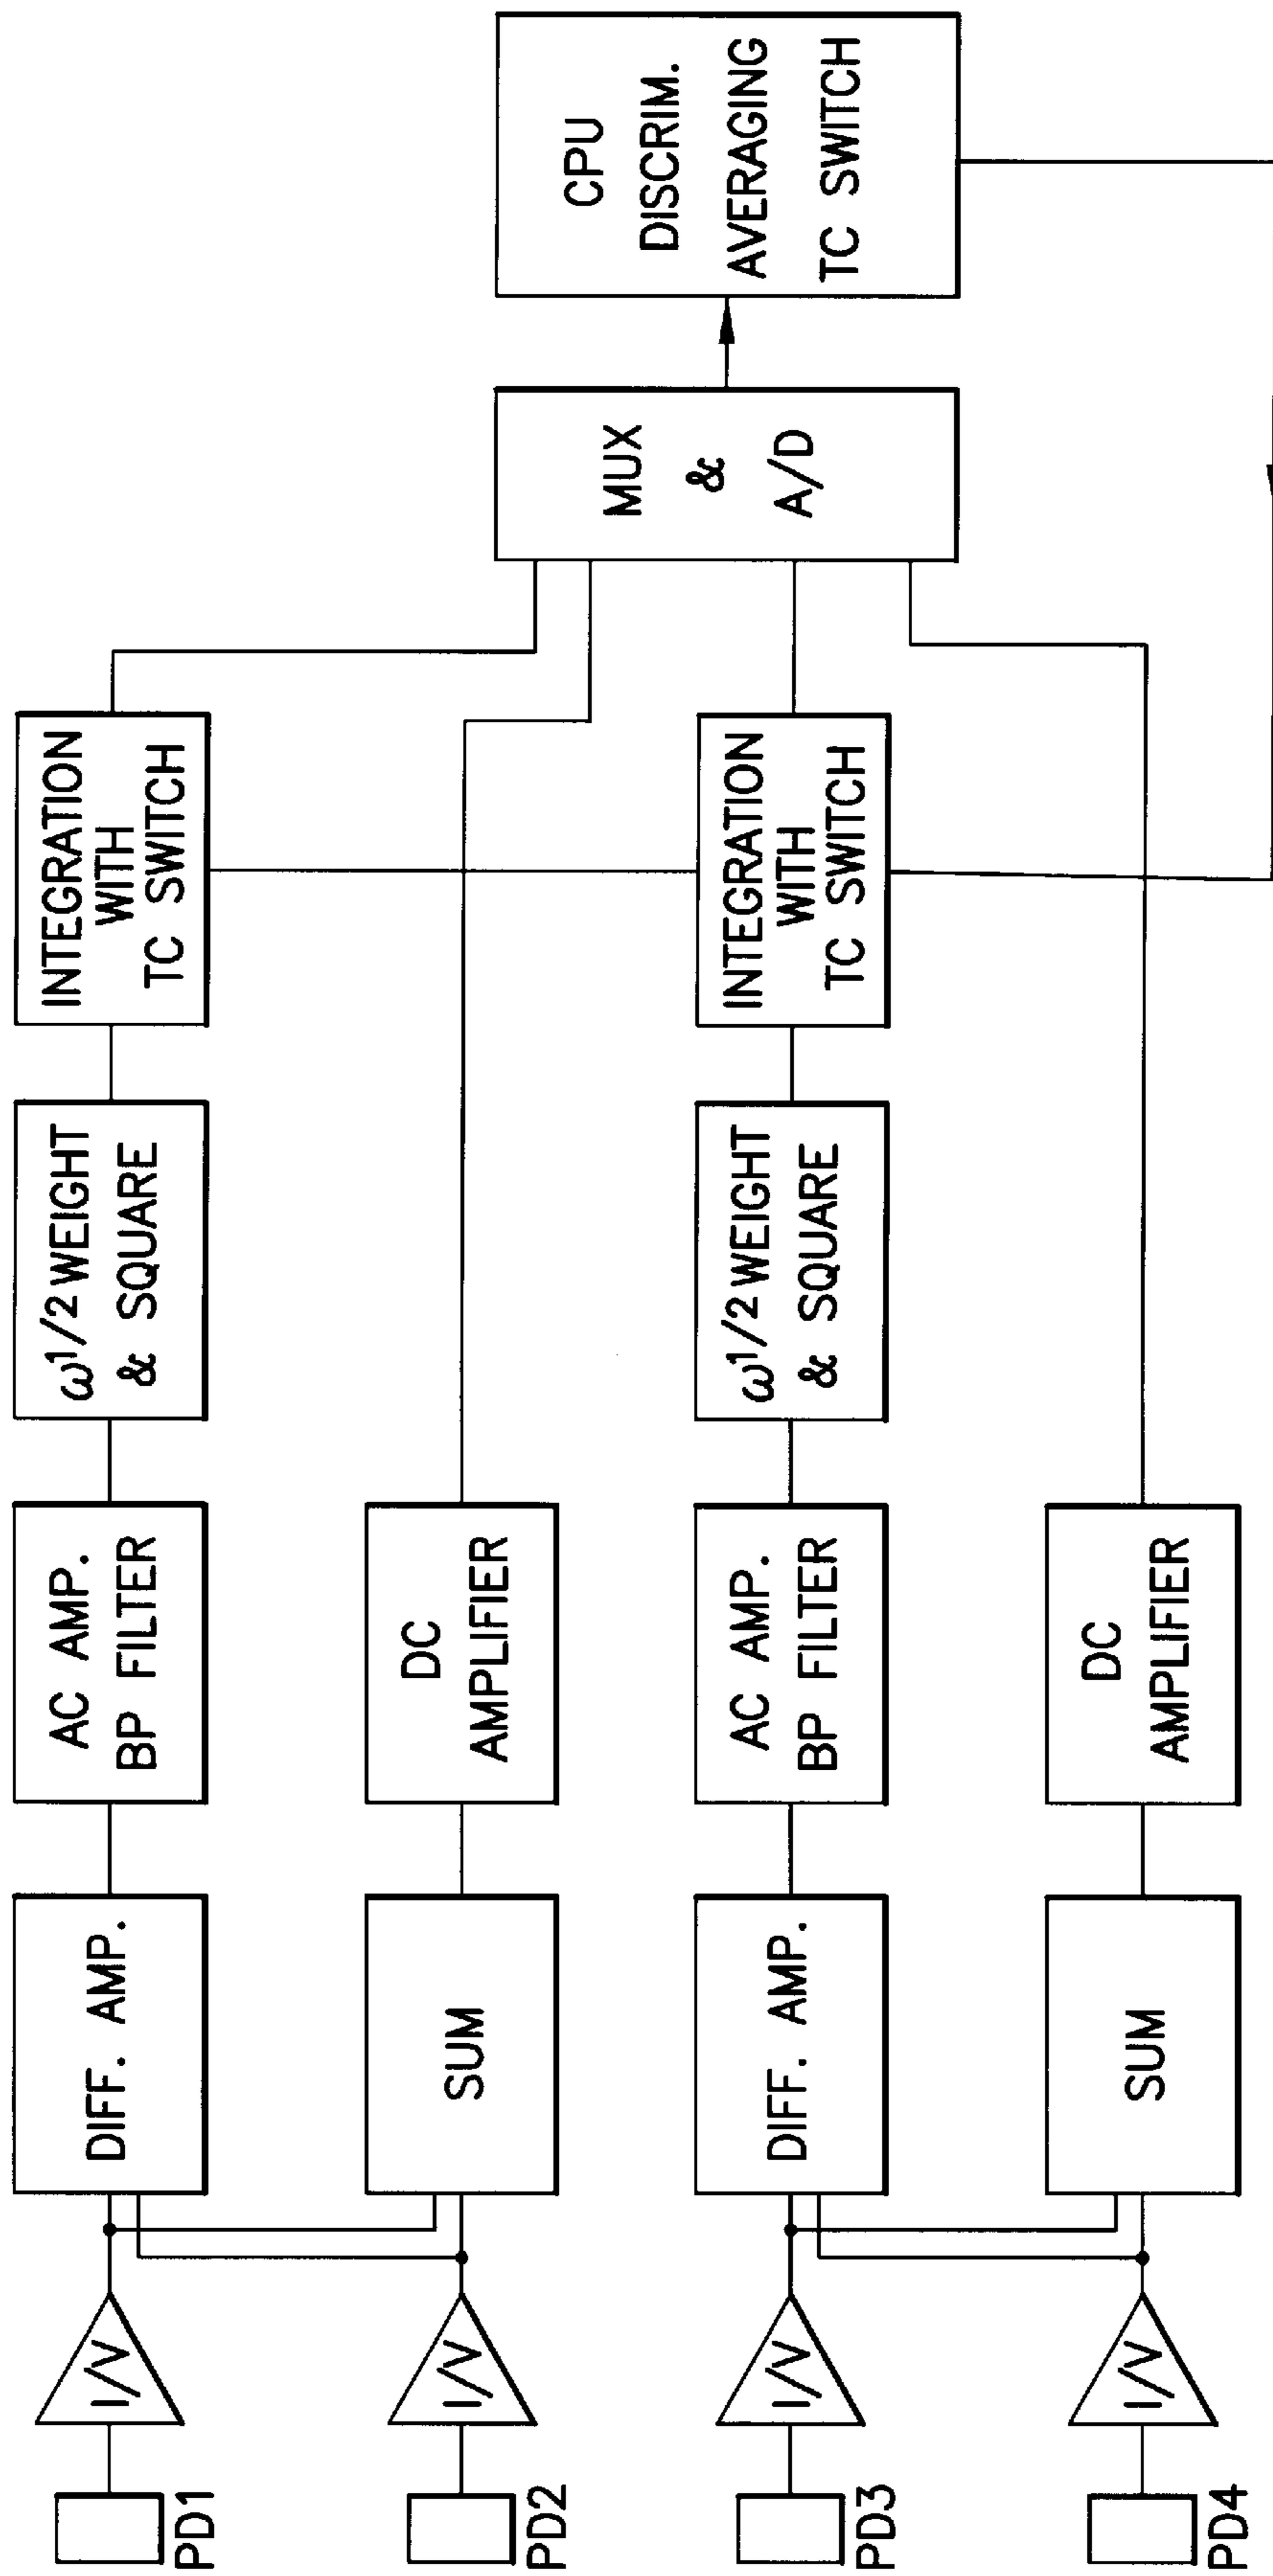 PD1
I/V
DIFF. AMP.
AC AMP.
BP FILTER
ω1/2 WEIGHT
& SQUARE
INTEGRATION
WITH
TC SWITCH
PD2
I/V
SUM
DC
AMPLIFIER
MUX
&
A/D
CPU
DISCRIM.
AVERAGING
TC SWITCH
PD3
I/V
DIFF. AMP.
AC AMP.
BP FILTER
ω1/2 WEIGHT
& SQUARE
INTEGRATION
WITH
TC SWITCH
PD4
I/V
SUM
DC
AMPLIFIER